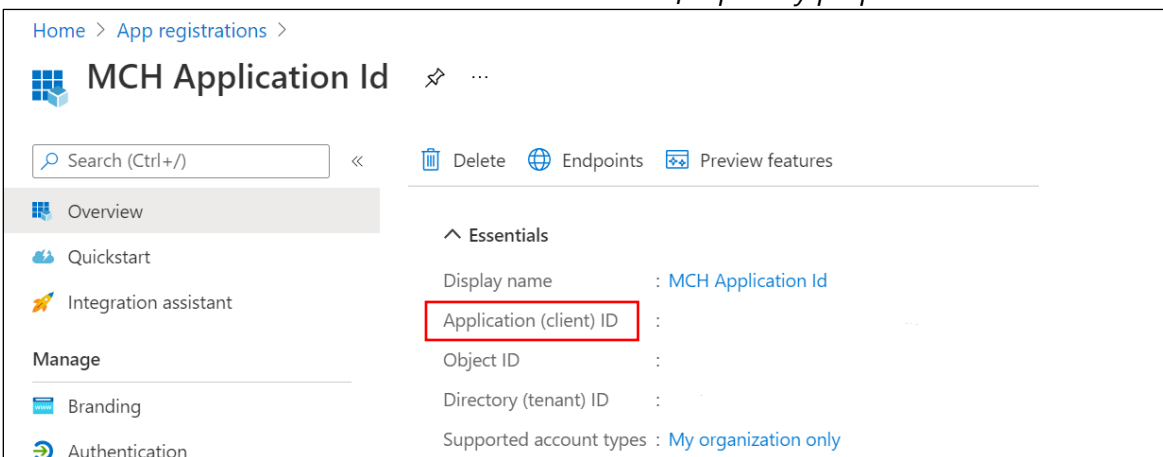 Home > App registrations >
MCH Application Id
Search (Ctrl+/)
«
Delete Endpoints Preview features
Overview
Quickstart
Integration assistant
Manage
Branding
Authentication
Essentials
Display name : MCH Application Id
Application (client) ID :
Object ID :
Directory (tenant) ID :
Supported account types : My organization only